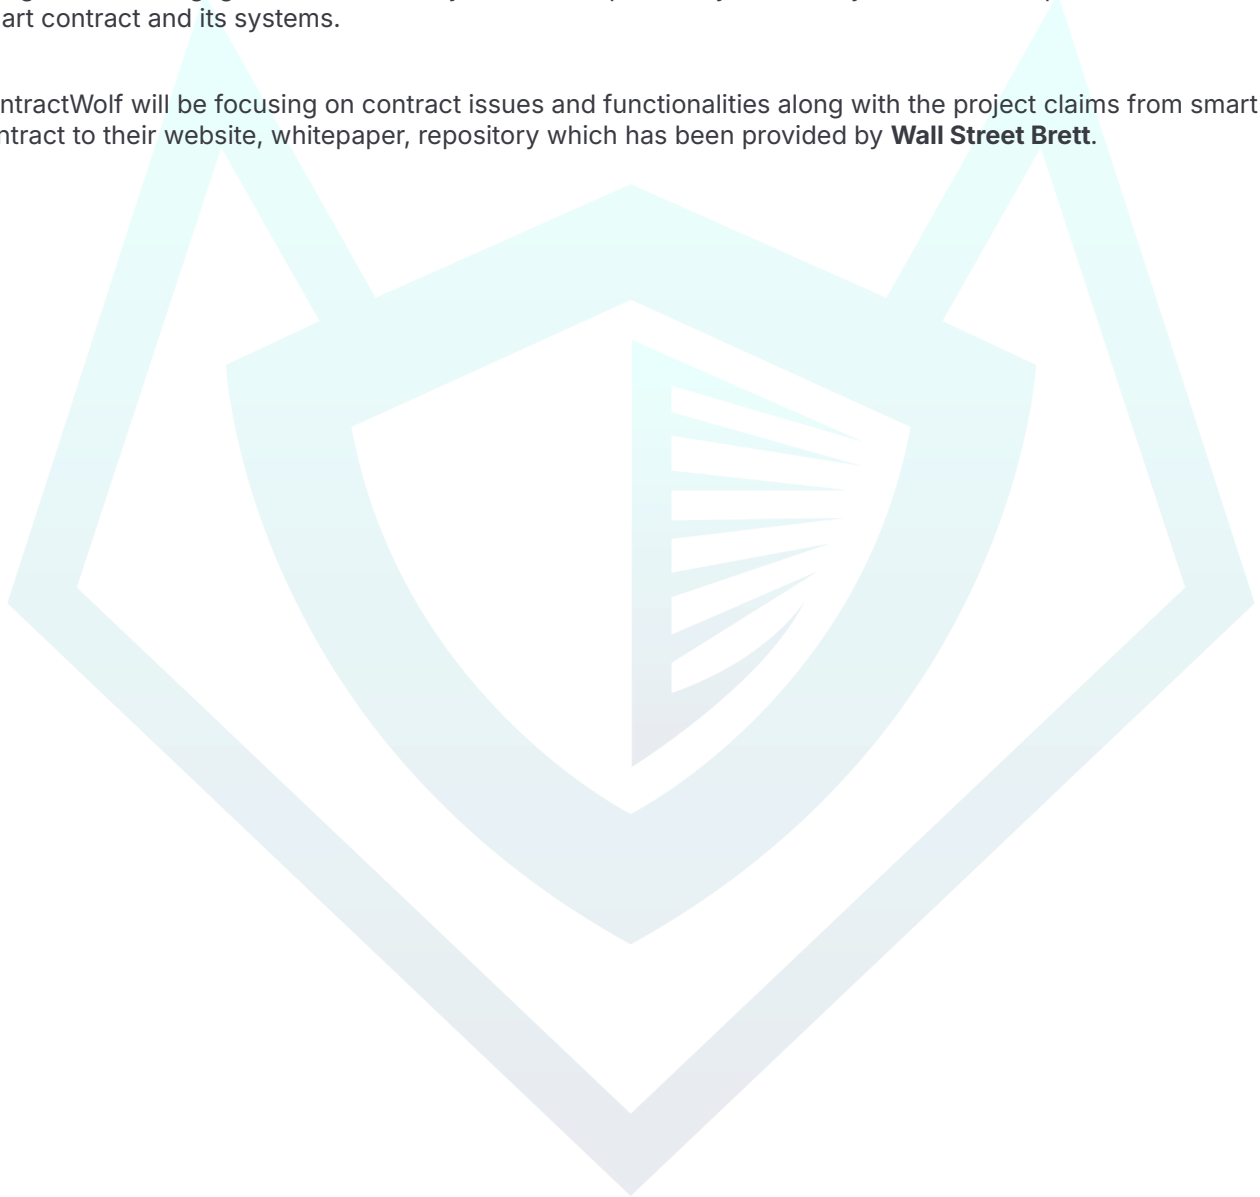 art contract and its systems.
ntractWolf will be focusing on contract issues and functionalities along with the project claims from smart
ntract to their website, whitepaper, repository which has been provided by Wall Street Brett.